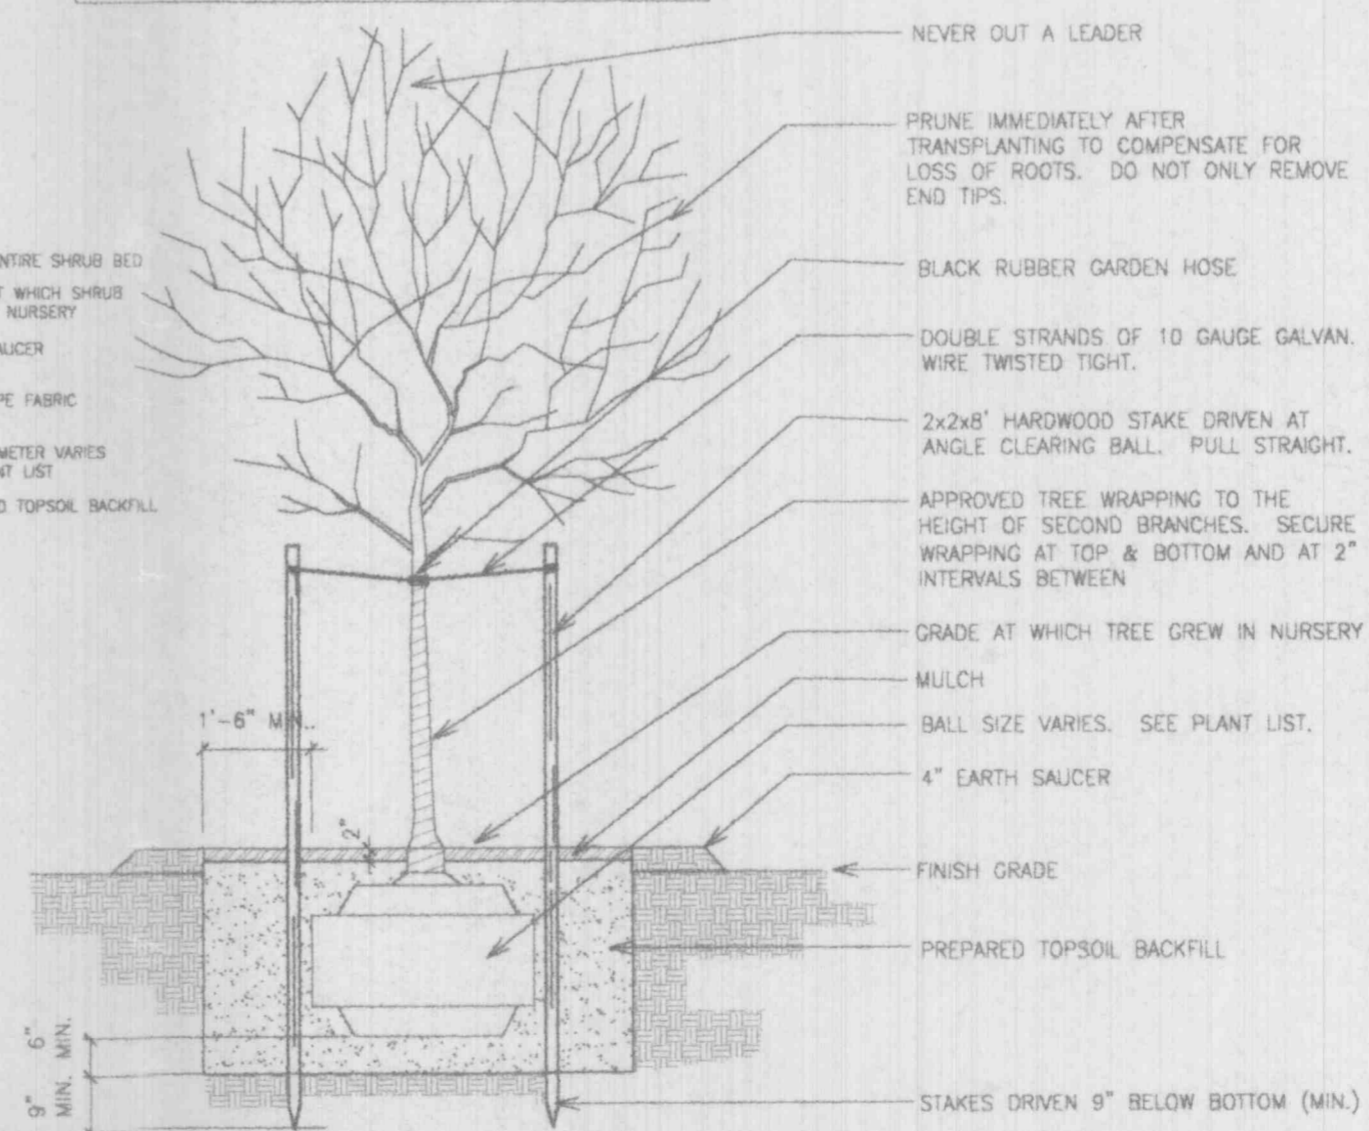 NEVER OUT A LEADER
PRUNE IMMEDIATELY AFTER
TRANSPLANTING TO COMPENSATE FOR
LOSS OF ROOTS. DO NOT ONLY REMOVE
END TIPS.
BLACK RUBBER GARDEN HOSE
DOUBLE STRANDS OF 10 GAUGE GALVAN.
WIRE TWISTED TIGHT.
2x2x8' HARDWOOD STAKE DRIVEN AT
ANGLE CLEARING BALL. PULL STRAIGHT.
APPROVED TREE WRAPPING TO THE
HEIGHT OF SECOND BRANCHES. SECURE
WRAPPING AT TOP & BOTTOM AND AT 2"
INTERVALS BETWEEN
GRADE AT WHICH TREE GREW IN NURSERY
MULCH
BALL SIZE VARIES. SEE PLANT LIST.
4" EARTH SAUCER
FINISH GRADE
PREPARED TOPSOIL BACKFILL
STAKES DRIVEN 9" BELOW BOTTOM (MIN.)
NTIRE SHRUB BED
T WHICH SHRUB
NURSERY
AUCER
PE FABRIC
METER VARIES
NT LIST
D TOPSOIL BACKFILL
1'-6" MIN.
2"
6"
MIN.
9"
MIN.